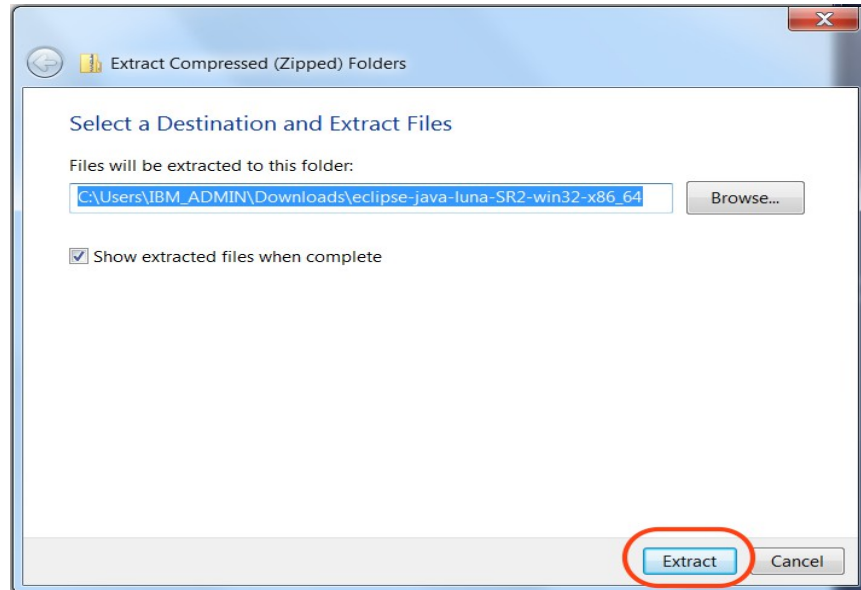 Extract Compressed (Zipped) Folders
Select a Destination and Extract Files
Files will be extracted to this folder:
C:\Users\IBM_ADMIN\Downloads\eclipse-java-luna-SR2-win32-x86_64
Browse...
Show extracted files when complete
Extract
Cancel